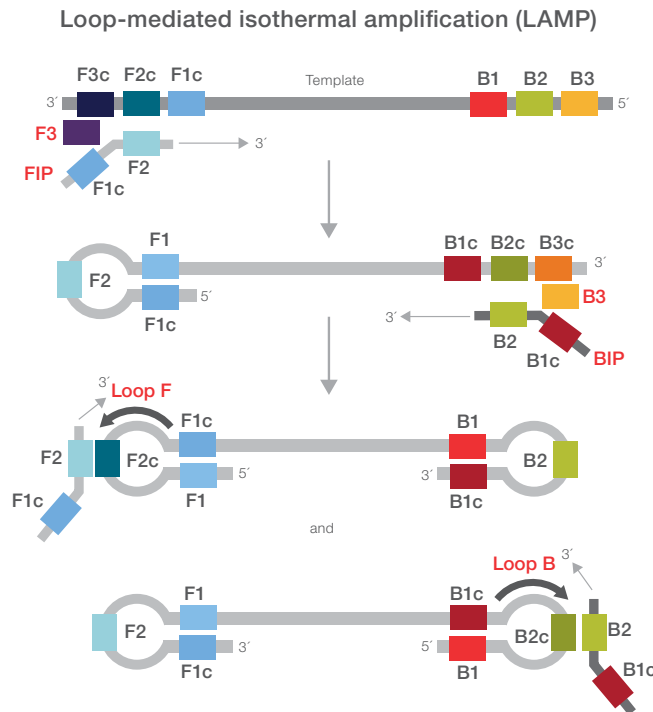 Loop-mediated isothermal amplification (LAMP)
F3c F2c F1c Template B1 B2 B3
3´ 5´
F3
FIP F1c F2 3´
F1 B1c B2c B3c
F2 3´
5´ B3
F1c 3´ B2 B1c BIP
3´ Loop F
F1c B1
F2 F2c B2
F1c F1 5´ 3´ B1c
and
Loop B 3´
F1 B1c
F2 B2c B2
F1c 3´ 5´ B1 B1c